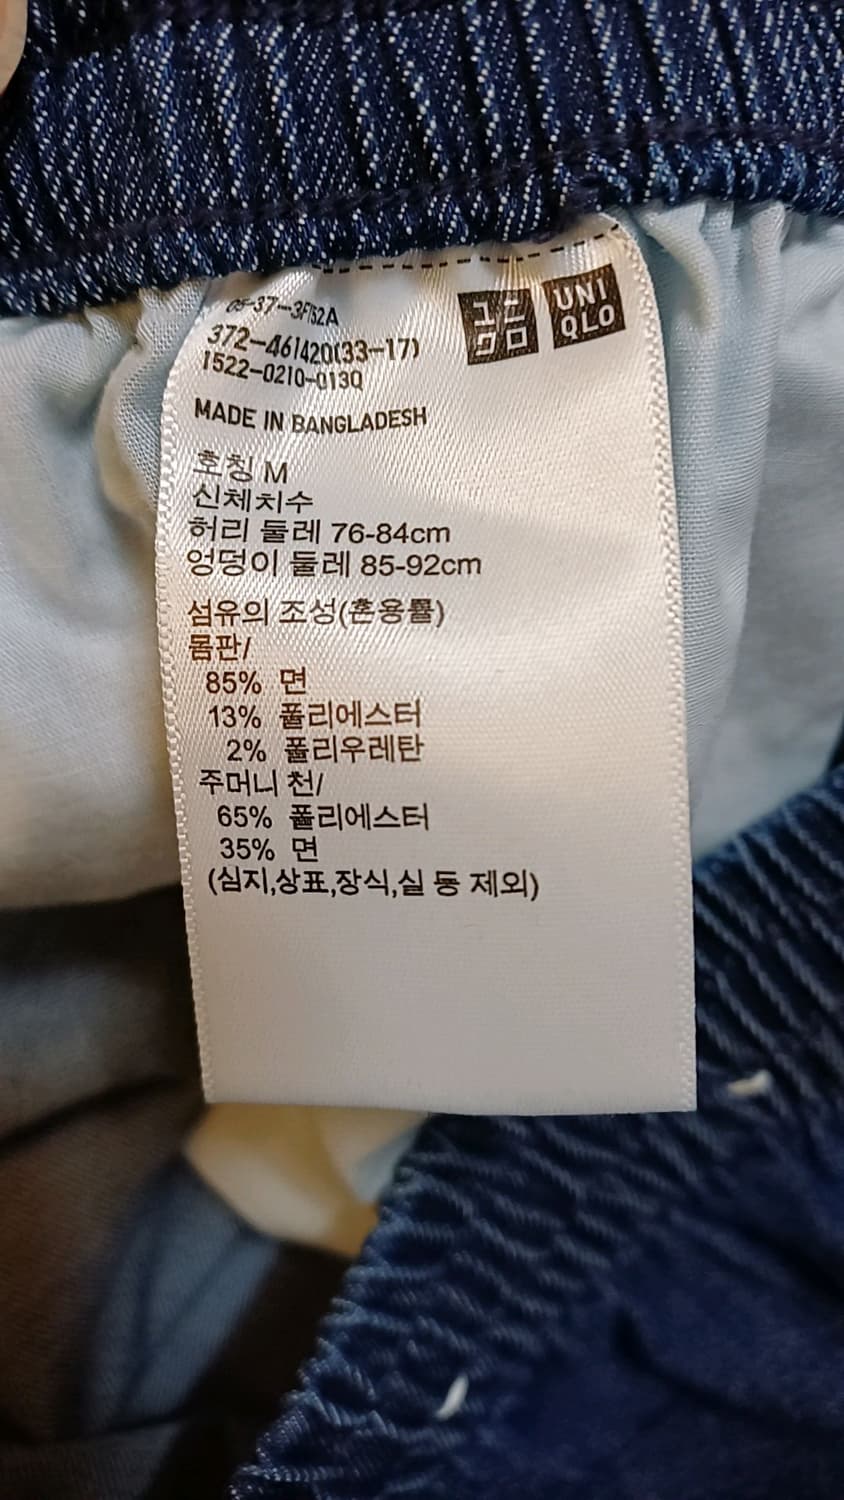 05-37-3F152A
372-461420(33-17)
1522-0210-013Q
ユニ
クロ
UNI
QLO
MADE IN BANGLADESH
호칭 M
신체치수
허리 둘레 76-84cm
엉덩이 둘레 85-92cm
섬유의 조성(혼용률)
몸판/
85% 면
13% 폴리에스터
2% 폴리우레탄
주머니 천/
65% 폴리에스터
35% 면
(심지,상표,장식,실 등 제외)